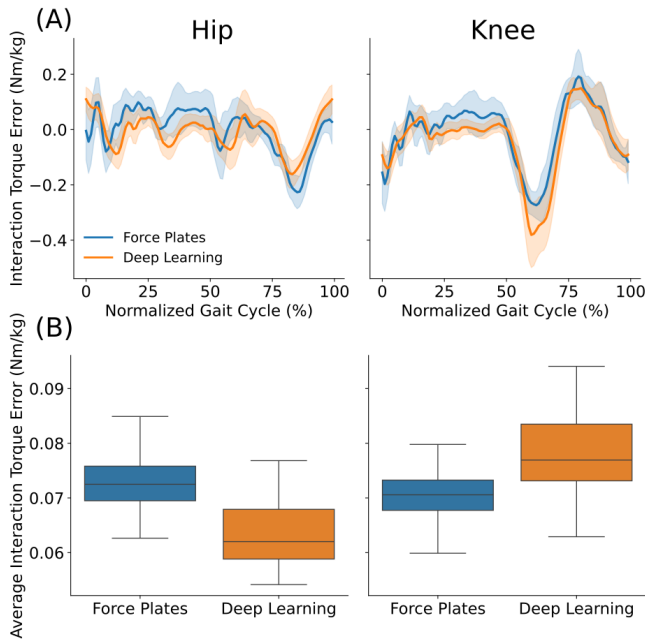 (A)
Hip
Knee
Interaction Torque Error (Nm/kg)
0.2
0.0
−0.2
−0.4
Force Plates
Deep Learning
0
25
50
75
100
0
25
50
75
100
Normalized Gait Cycle (%)
Normalized Gait Cycle (%)
(B)
Average Interaction Torque Error (Nm/kg)
0.09
0.08
0.07
0.06
Force Plates
Deep Learning
Force Plates
Deep Learning